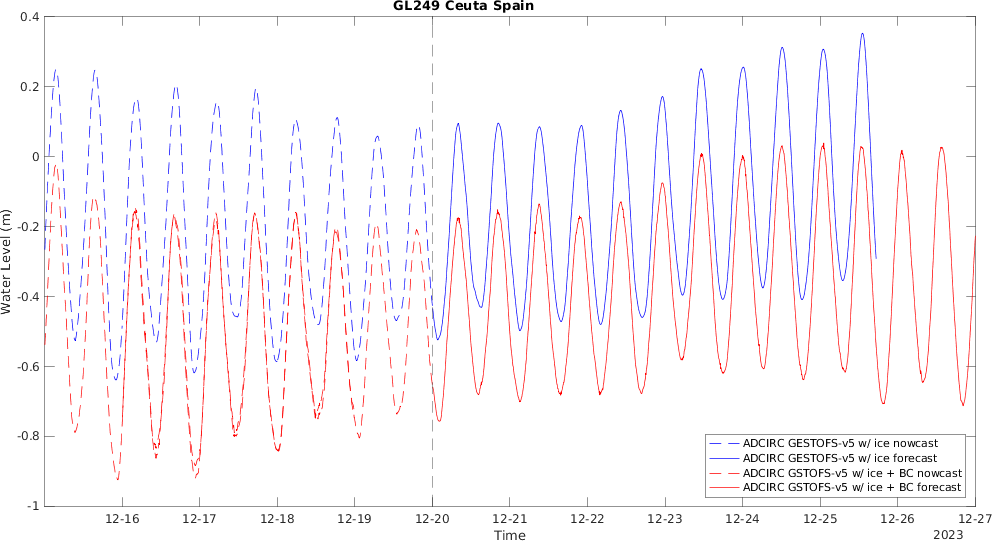 GL249 Ceuta Spain
0.4
0.2
0
-0.2
-0.4
-0.6
-0.8
-1
Water Level (m)
ADCIRC GESTOFS-v5 w/ ice nowcast
ADCIRC GESTOFS-v5 w/ ice forecast
ADCIRC GSTOFS-v5 w/ ice + BC nowcast
ADCIRC GSTOFS-v5 w/ ice + BC forecast
12-16 12-17 12-18 12-19 12-20 12-21 12-22 12-23 12-24 12-25 12-26 12-27
Time
2023